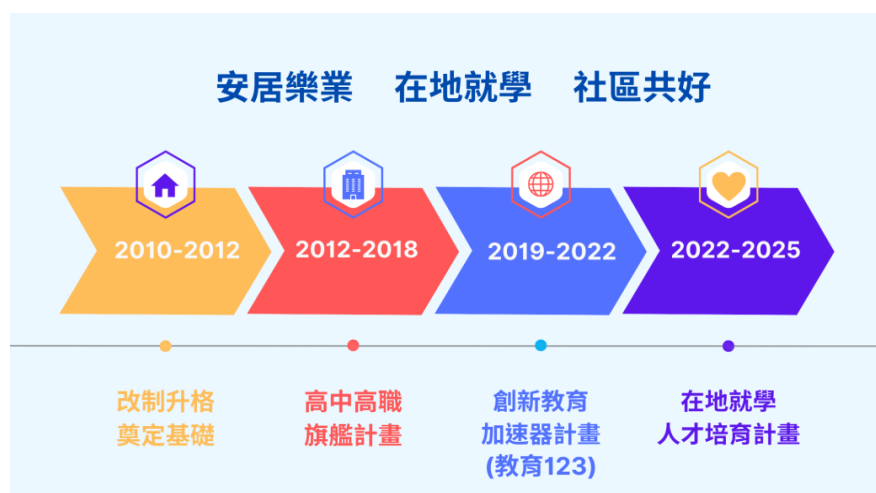 安居樂業 在地就學 社區共好
2010-2012
2012-2018
2019-2022
2022-2025
改制升格
奠定基礎
高中高職
旗艦計畫
創新教育
加速器計畫
(教育123)
在地就學
人才培育計畫